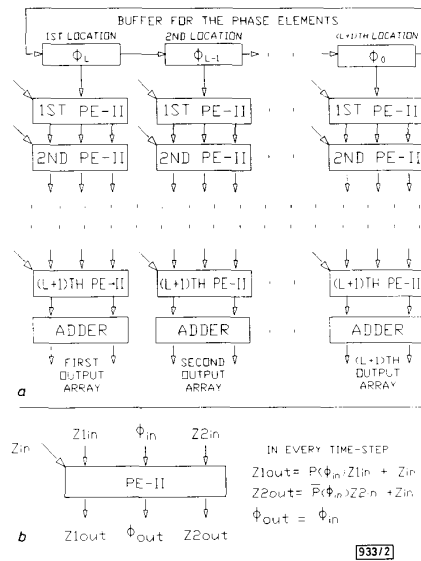 BUFFER FOR THE PHASE ELEMENTS
1ST LOCATION 2ND LOCATION (L+1)TH LOCATION
ΦL ΦL-1 Φ0
1ST PE-II 1ST PE-II 1ST PE-II
2ND PE-II 2ND PE-II 2ND PE-II
(L+1)TH PE-II (L+1)TH PE-II (L+1)TH PE-II
ADDER ADDER ADDER
FIRST OUTPUT ARRAY SECOND OUTPUT ARRAY (L+1)TH OUTPUT ARRAY
a
Zin Z1in Φin Z2in
PE-II
Z1out Φout Z2out
b
IN EVERY TIME-STEP
Z1out= P(Φin)Z1in + Zin
Z2out= P̅(Φin)Z2in +Zin
Φout = Φin
933/2